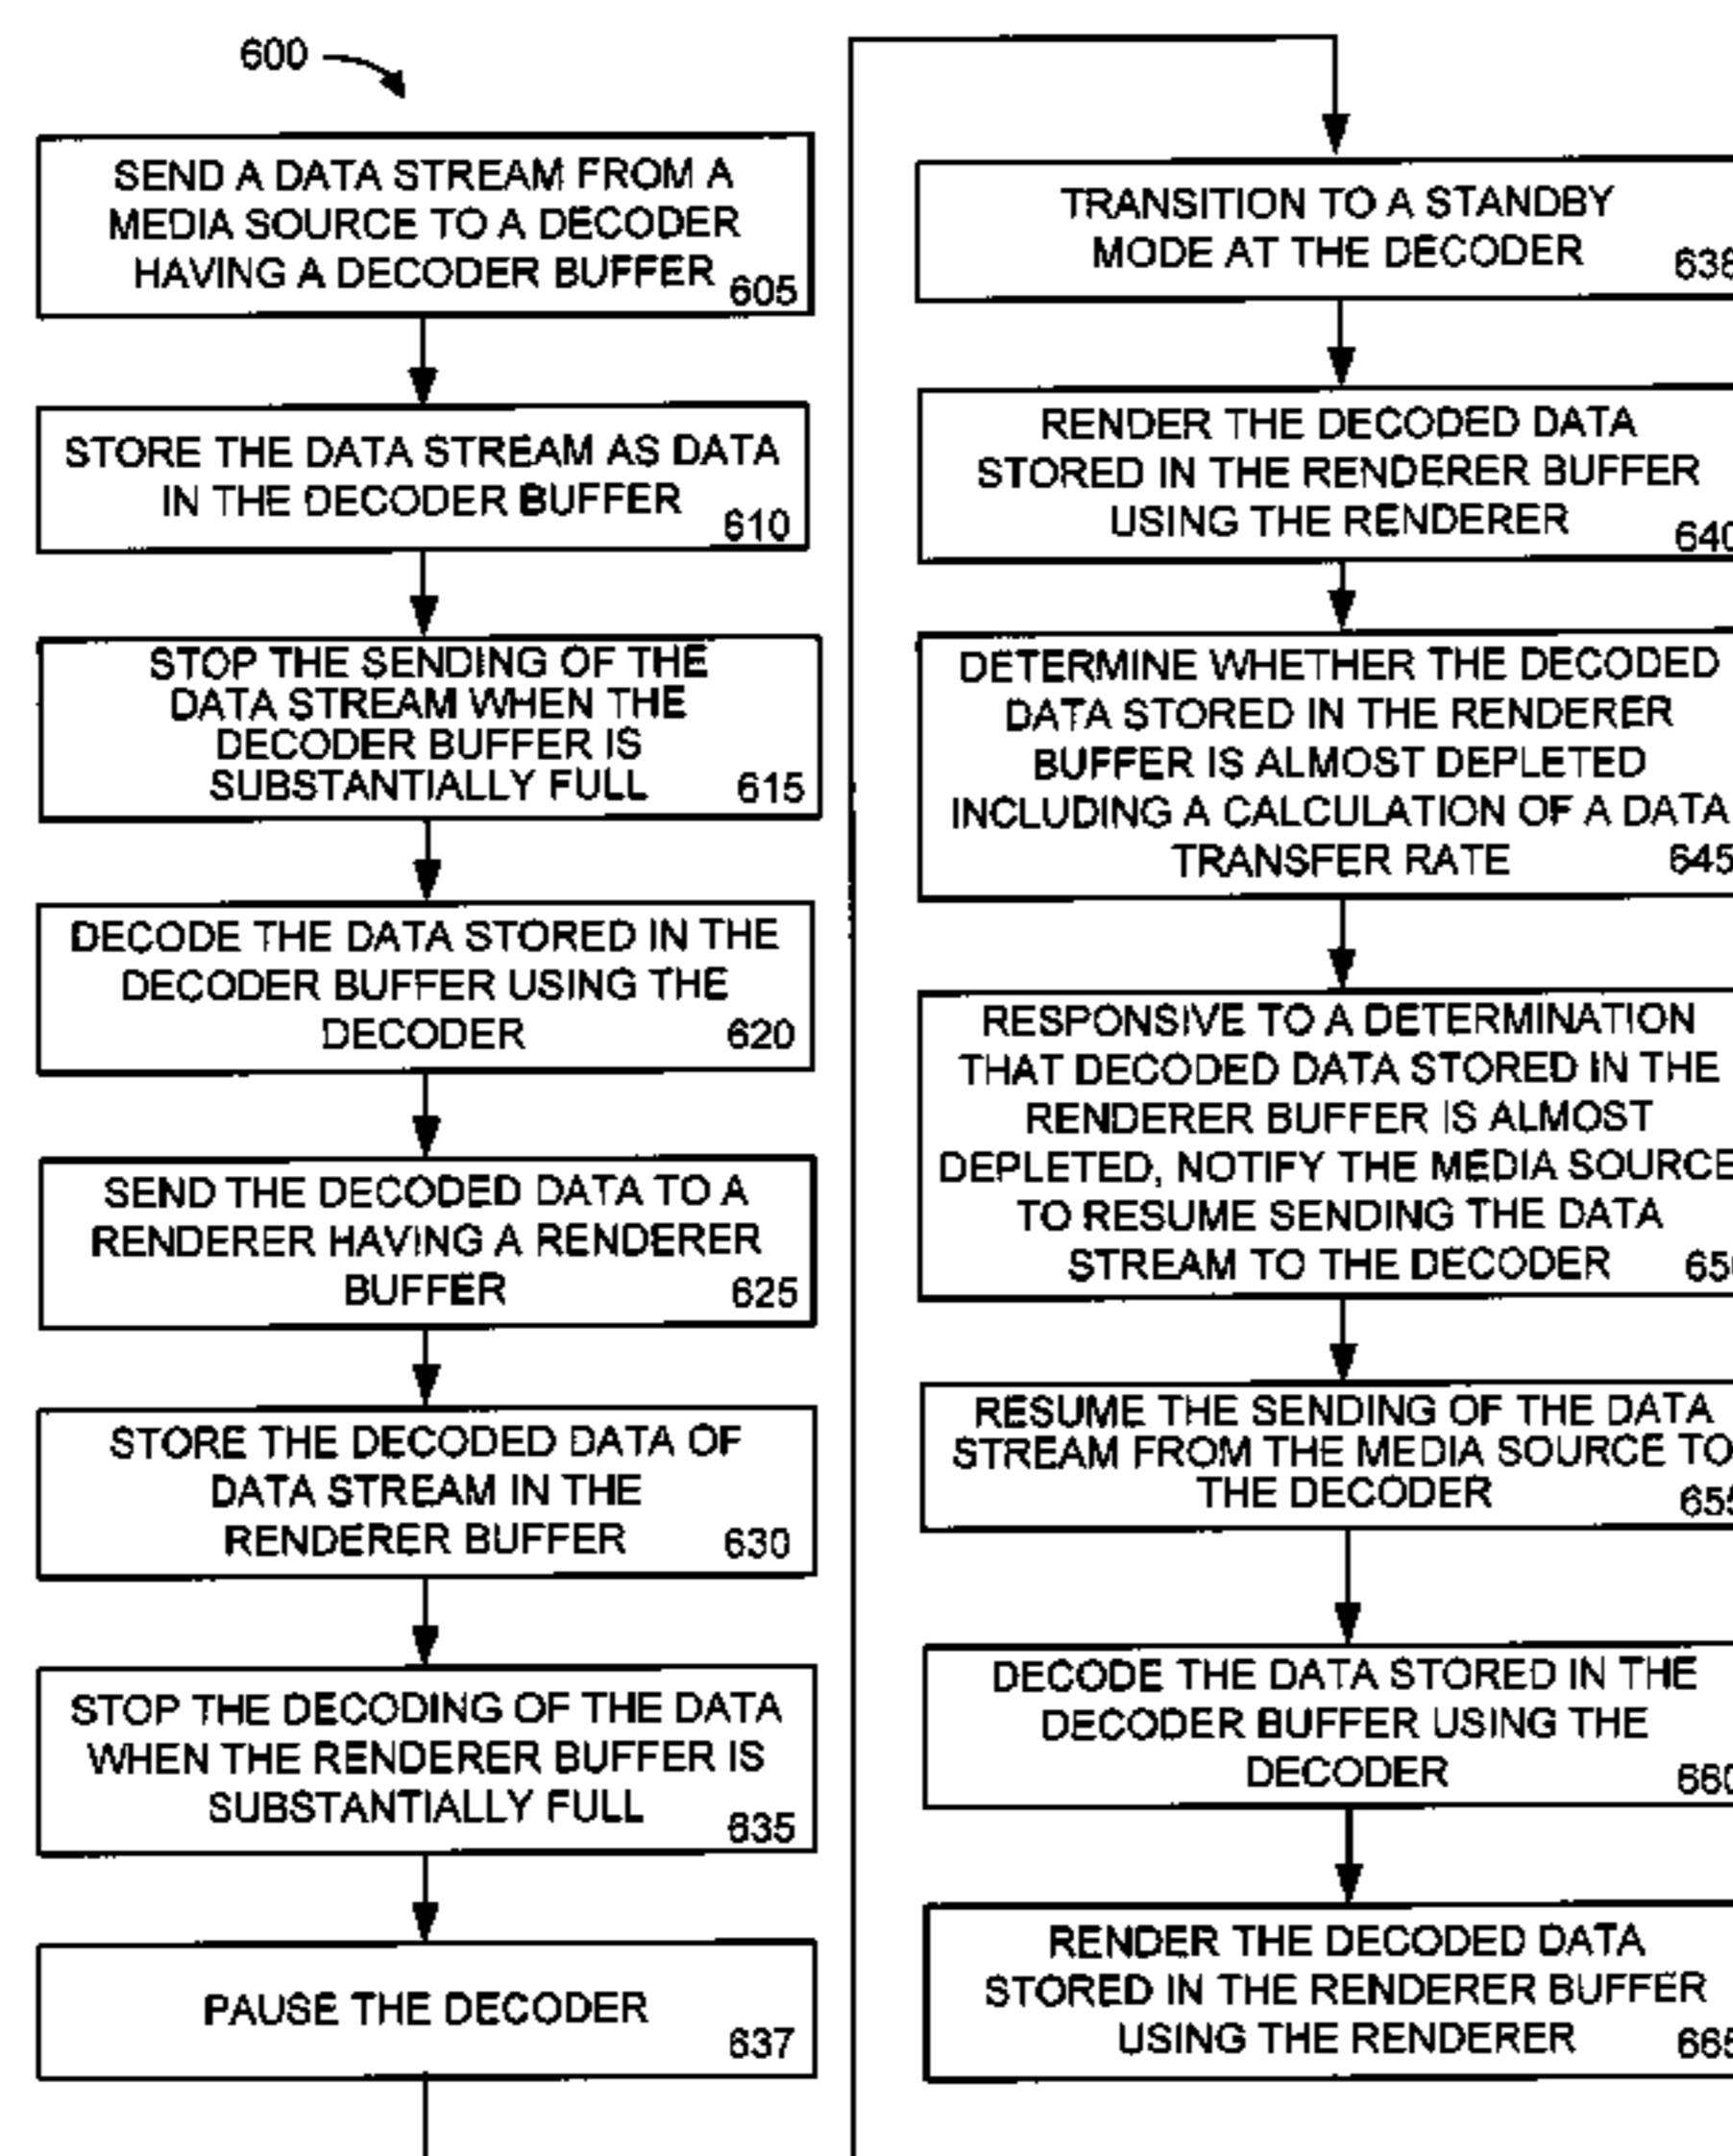 600
SEND A DATA STREAM FROM A
MEDIA SOURCE TO A DECODER
HAVING A DECODER BUFFER 605
STORE THE DATA STREAM AS DATA
IN THE DECODER BUFFER 610
STOP THE SENDING OF THE
DATA STREAM WHEN THE
DECODER BUFFER IS
SUBSTANTIALLY FULL 615
DECODE THE DATA STORED IN THE
DECODER BUFFER USING THE
DECODER 620
SEND THE DECODED DATA TO A
RENDERER HAVING A RENDERER
BUFFER 625
STORE THE DECODED DATA OF
DATA STREAM IN THE
RENDERER BUFFER 630
STOP THE DECODING OF THE DATA
WHEN THE RENDERER BUFFER IS
SUBSTANTIALLY FULL 635
PAUSE THE DECODER
637
TRANSITION TO A STANDBY
MODE AT THE DECODER 638
RENDER THE DECODED DATA
STORED IN THE RENDERER BUFFER
USING THE RENDERER 640
DETERMINE WHETHER THE DECODED
DATA STORED IN THE RENDERER
BUFFER IS ALMOST DEPLETED
INCLUDING A CALCULATION OF A DATA
TRANSFER RATE 645
RESPONSIVE TO A DETERMINATION
THAT DECODED DATA STORED IN THE
RENDERER BUFFER IS ALMOST
DEPLETED, NOTIFY THE MEDIA SOURCE
TO RESUME SENDING THE DATA
STREAM TO THE DECODER
RESUME THE SENDING OF THE DATA
STREAM FROM THE MEDIA SOURCE TO
THE DECODER 655
DECODE THE DATA STORED IN THE
DECODER BUFFER USING THE
DECODER 660
RENDER THE DECODED DATA
STORED IN THE RENDERER BUFFER
USING THE RENDERER 665